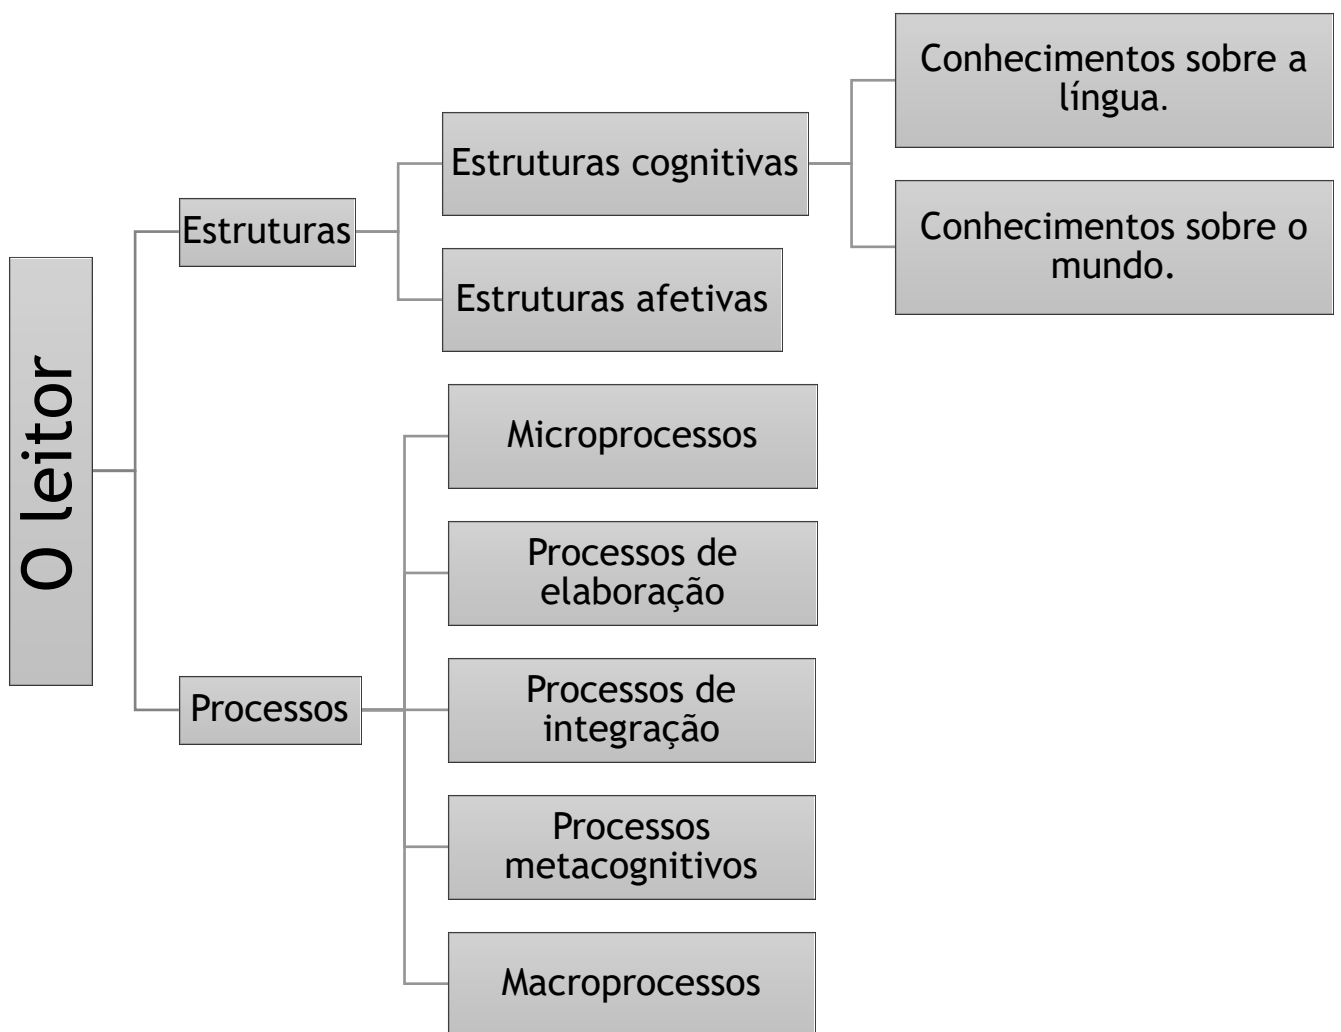 O leitor
Estruturas
Estruturas cognitivas
Conhecimentos sobre a
língua.
Conhecimentos sobre o
mundo.
Estruturas afetivas
Processos
Microprocessos
Processos de
elaboração
Processos de
integração
Processos
metacognitivos
Macroprocessos